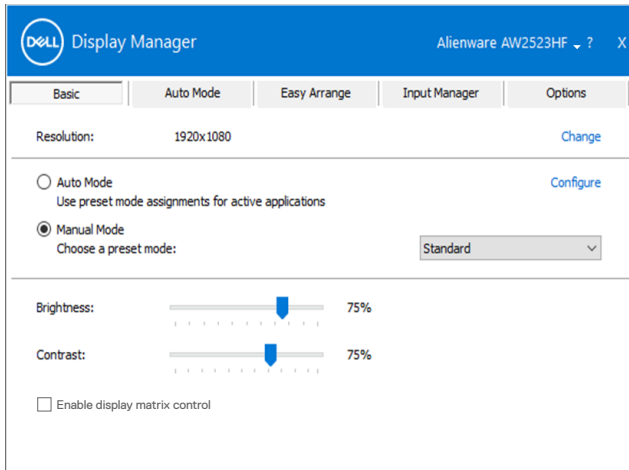 DELL Display Manager
Alienware AW2523HF ? X
Basic Auto Mode Easy Arrange Input Manager Options
Resolution: 1920x1080 Change
Auto Mode Configure
Use preset mode assignments for active applications
Manual Mode
Choose a preset mode: Standard
Brightness: 75%
Contrast: 75%
Enable display matrix control